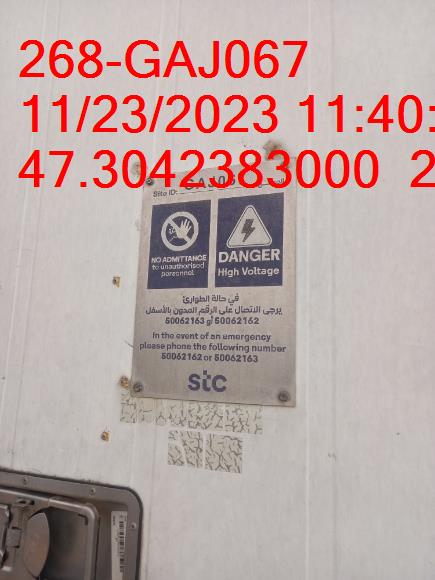 268-GAJ067
11/23/2023 11:40:
47.3042383000 2
Site ID:
NO ADMITTANCE
to unauthorised
personnel
DANGER
High Voltage
في حالة الطوارئ
يرجى الاتصال على الرقم المدون بالأسفل
50062162 أو 50062163
In the event of an emergency
please phone the following number
50062162 or 50062163
stc